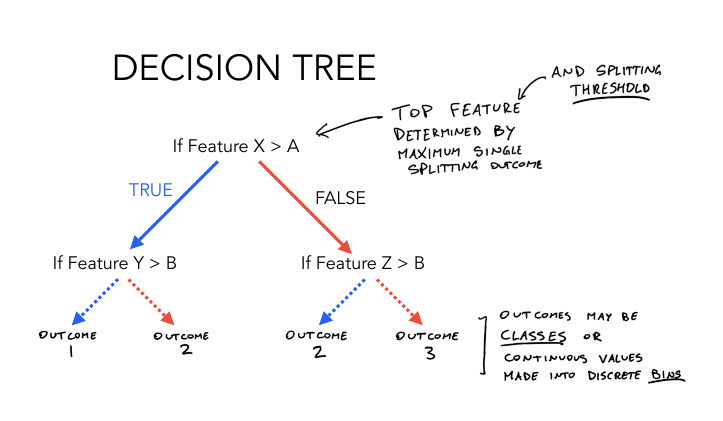 DECISION TREE
AND SPLITTING
THRESHOLD
TOP FEATURE
DETERMINED BY
MAXIMUM SINGLE
SPLITTING OUTCOME
If Feature X > A
TRUE
FALSE
If Feature Y > B
If Feature Z > B
OUTCOME
1
OUTCOME
2
OUTCOME
2
OUTCOME
3
OUTCOMES MAY BE
CLASSES OR
CONTINUOUS VALUES
MADE INTO DISCRETE BINS